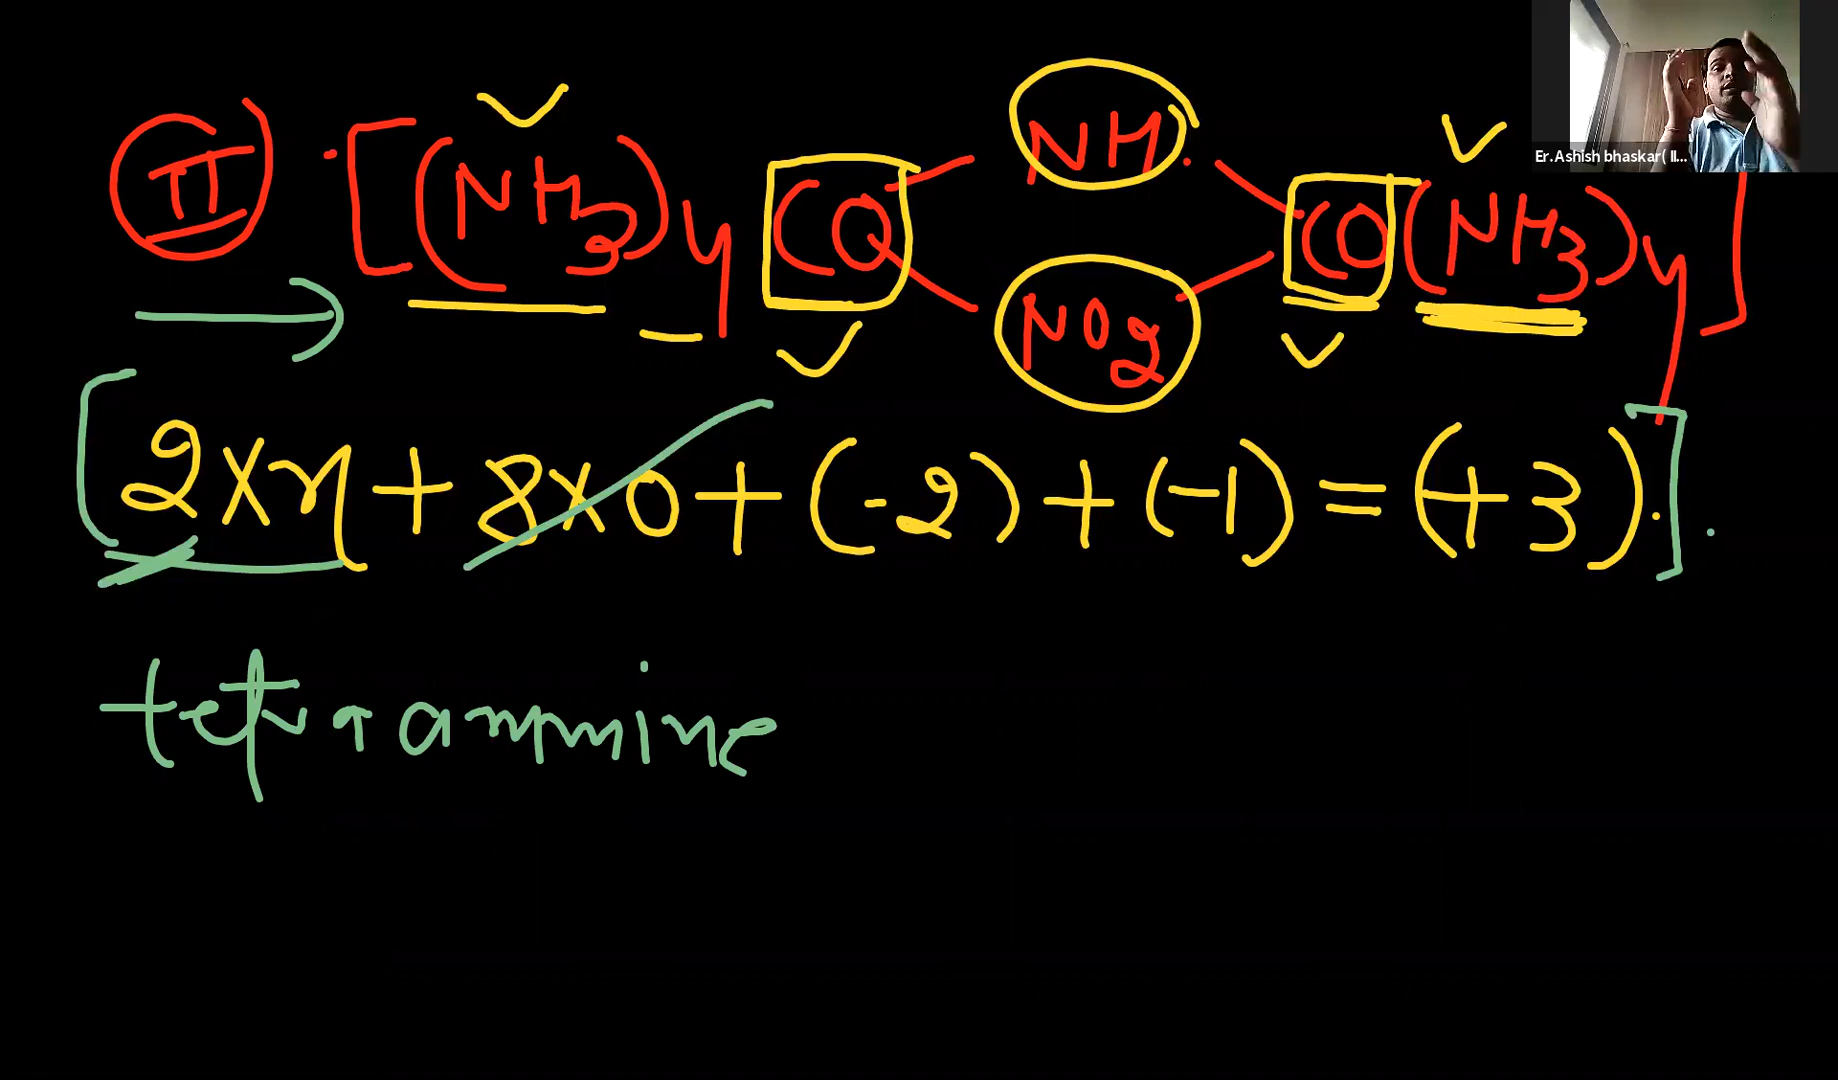 II [(NH3)y CO NH CO (NH3)y]
NO2
[2×x + 8×0 + (-2) + (-1) = (+3).].
tetraammine
Er.Ashish bhaskar( II...